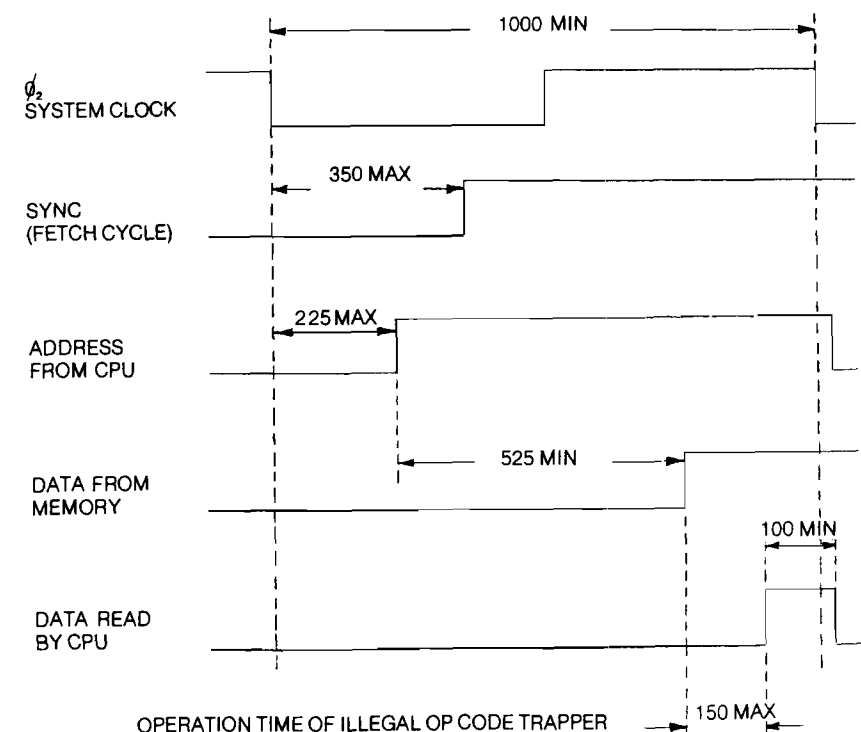 1000 MIN
ϕ₂
SYSTEM CLOCK
350 MAX
SYNC
(FETCH CYCLE)
225 MAX
ADDRESS
FROM CPU
525 MIN
DATA FROM
MEMORY
100 MIN
DATA READ
BY CPU
150 MAX
OPERATION TIME OF ILLEGAL OP CODE TRAPPER